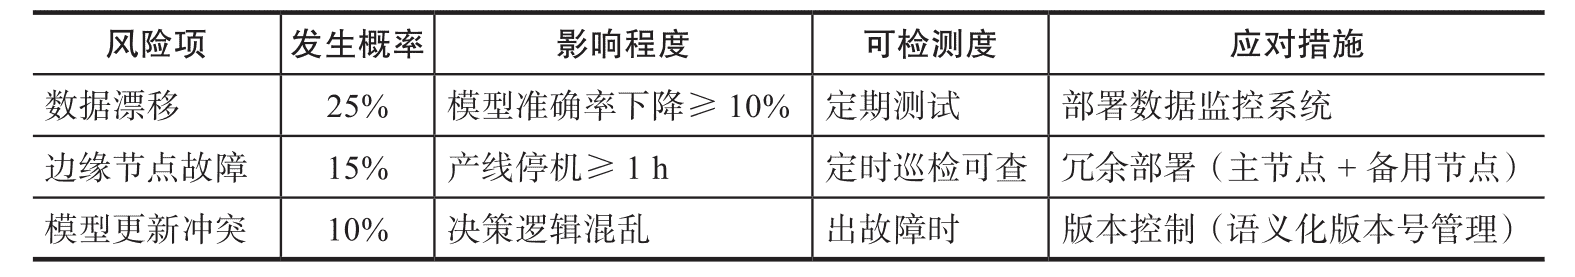 风险项 发生概率 影响程度 可检测度 应对措施
数据漂移 25% 模型准确率下降≥10% 定期测试 部署数据监控系统
边缘节点故障 15% 产线停机≥1 h 定时巡检可查 冗余部署（主节点+备用节点）
模型更新冲突 10% 决策逻辑混乱 出故障时 版本控制（语义化版本号管理）